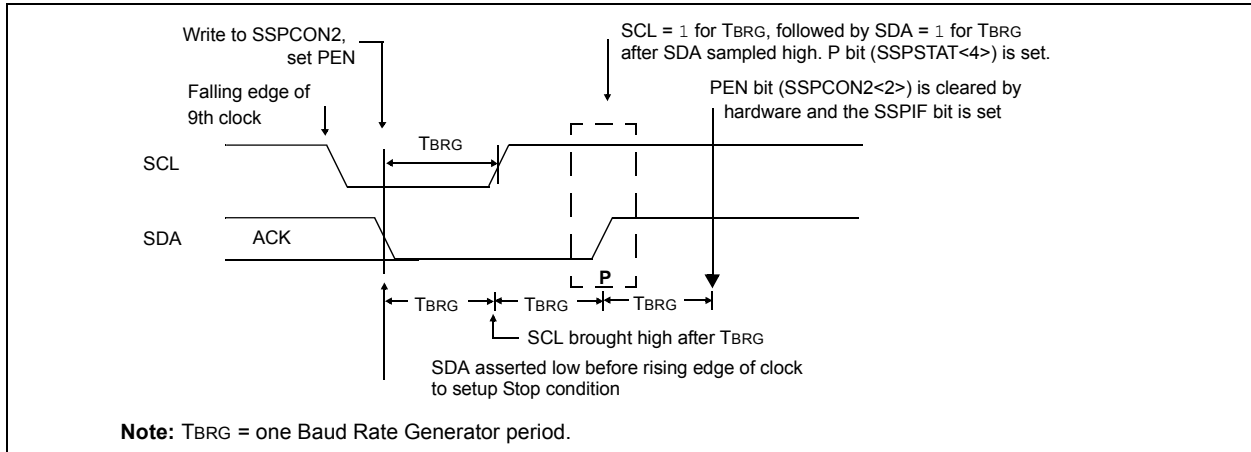 Write to SSPCON2,
set PEN
SCL = 1 for TBRG, followed by SDA = 1 for TBRG
after SDA sampled high. P bit (SSPSTAT<4>) is set.
Falling edge of
9th clock
PEN bit (SSPCON2<2>) is cleared by
hardware and the SSPIF bit is set
TBRG
SCL
SDA
ACK
P
TBRG
TBRG
TBRG
SCL brought high after TBRG
SDA asserted low before rising edge of clock
to setup Stop condition
Note: TBRG = one Baud Rate Generator period.